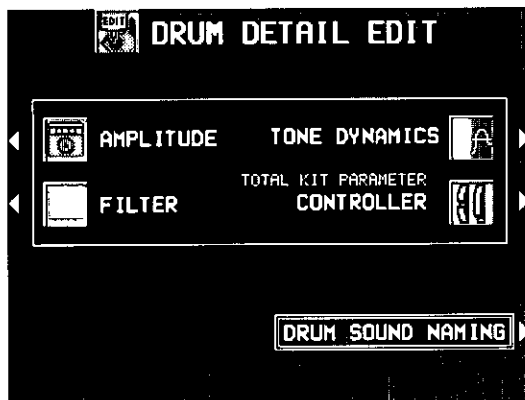 EDIT
DRUM DETAIL EDIT
AMPLITUDE
TONE DYNAMICS
TOTAL KIT PARAMETER
FILTER
CONTROLLER
DRUM SOUND NAMING